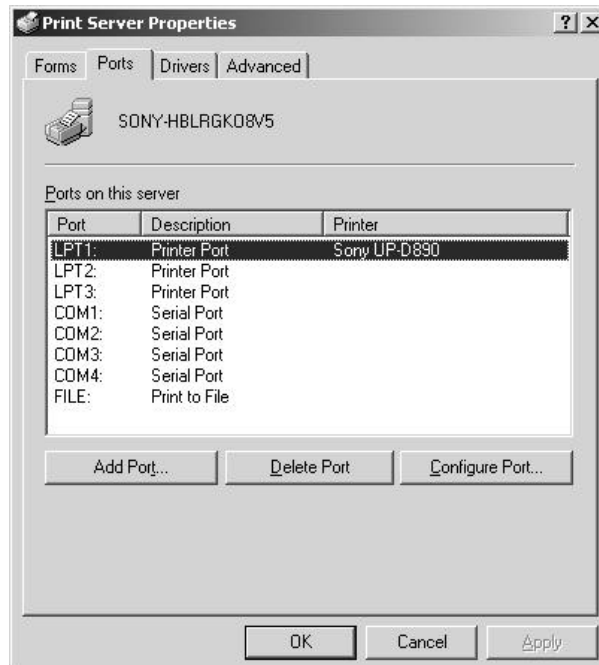 Print Server Properties
Forms Ports Drivers Advanced
SONY-HBLRGKO8V5
Ports on this server
Port Description Printer
LPT1: Printer Port Sony UP-D890
LPT2: Printer Port
LPT3: Printer Port
COM1: Serial Port
COM2: Serial Port
COM3: Serial Port
COM4: Serial Port
FILE: Print to File
Add Port... Delete Port Configure Port...
OK Cancel Apply